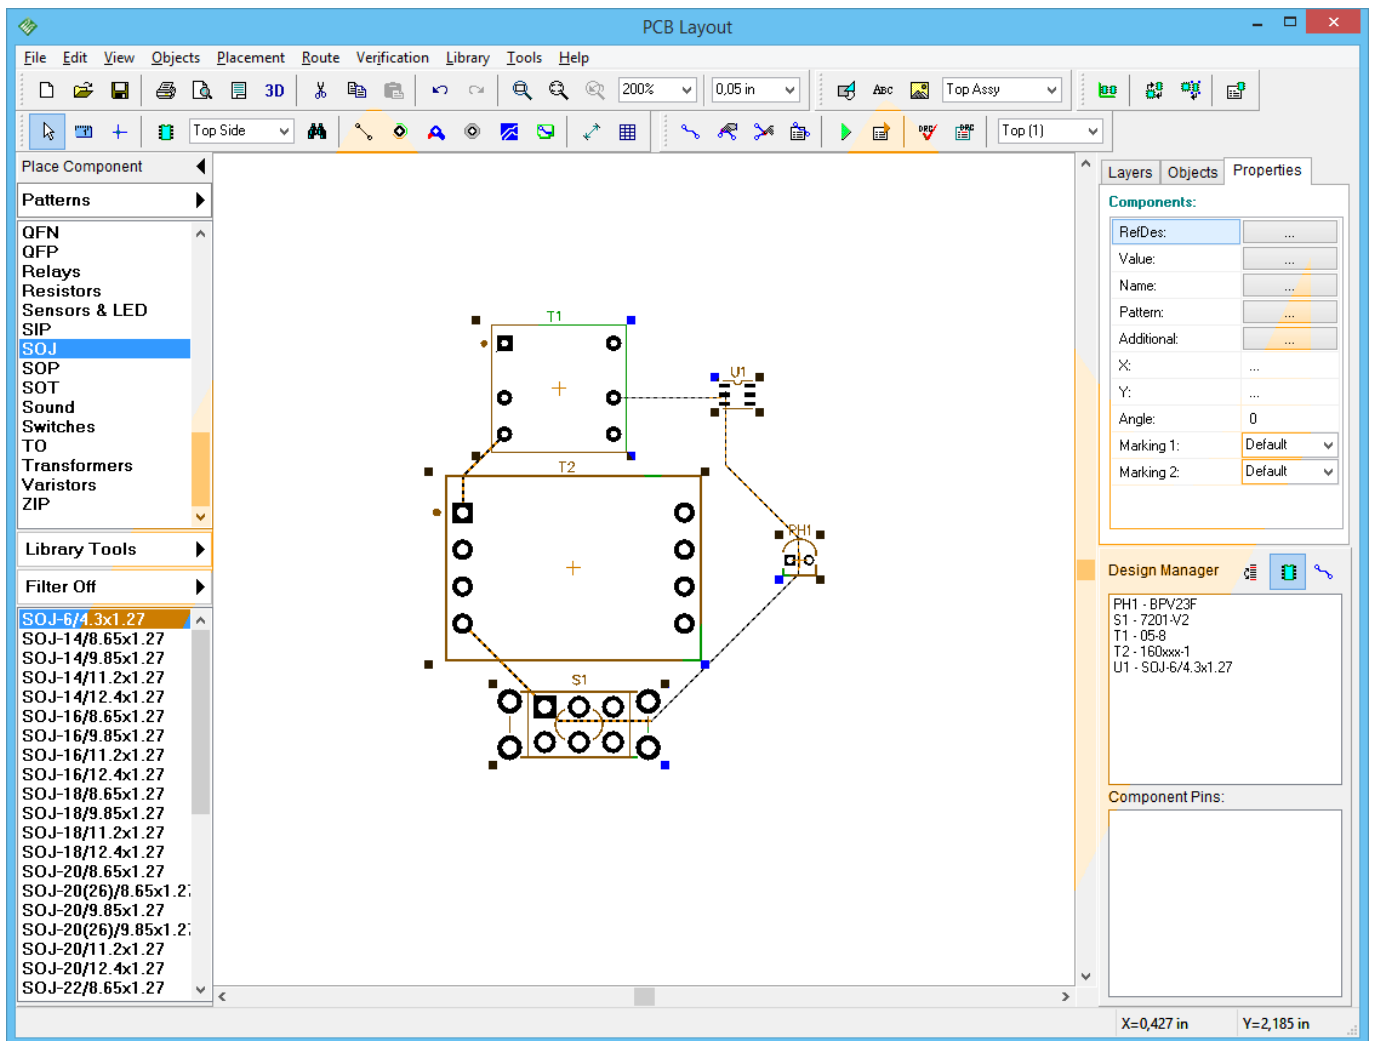 PCB Layout
File Edit View Objects Placement Route Verification Library Tools Help
3D 200% 0,05 in ABC Top Assy
Top Side DRC DRC Top (1)
Place Component
Patterns
QFN
QFP
Relays
Resistors
Sensors & LED
SIP
SOJ
SOP
SOT
Sound
Switches
TO
Transformers
Varistors
ZIP
Library Tools
Filter Off
SOJ-6/4.3x1.27
SOJ-14/8.65x1.27
SOJ-14/9.85x1.27
SOJ-14/11.2x1.27
SOJ-14/12.4x1.27
SOJ-16/8.65x1.27
SOJ-16/9.85x1.27
SOJ-16/11.2x1.27
SOJ-16/12.4x1.27
SOJ-18/8.65x1.27
SOJ-18/9.85x1.27
SOJ-18/11.2x1.27
SOJ-18/12.4x1.27
SOJ-20/8.65x1.27
SOJ-20(26)/8.65x1.27
SOJ-20/9.85x1.27
SOJ-20(26)/9.85x1.27
SOJ-20/11.2x1.27
SOJ-20/12.4x1.27
SOJ-22/8.65x1.27
T1
U1
T2
PH1
S1
Layers Objects Properties
Components:
RefDes: ...
Value: ...
Name: ...
Pattern: ...
Additional: ...
X: ...
Y: ...
Angle: 0
Marking 1: Default
Marking 2: Default
Design Manager
PH1 - BPV23F
S1 - 7201-V2
T1 - 05-8
T2 - 160xxx-1
U1 - SOJ-6/4.3x1.27
Component Pins:
X=0,427 in Y=2,185 in